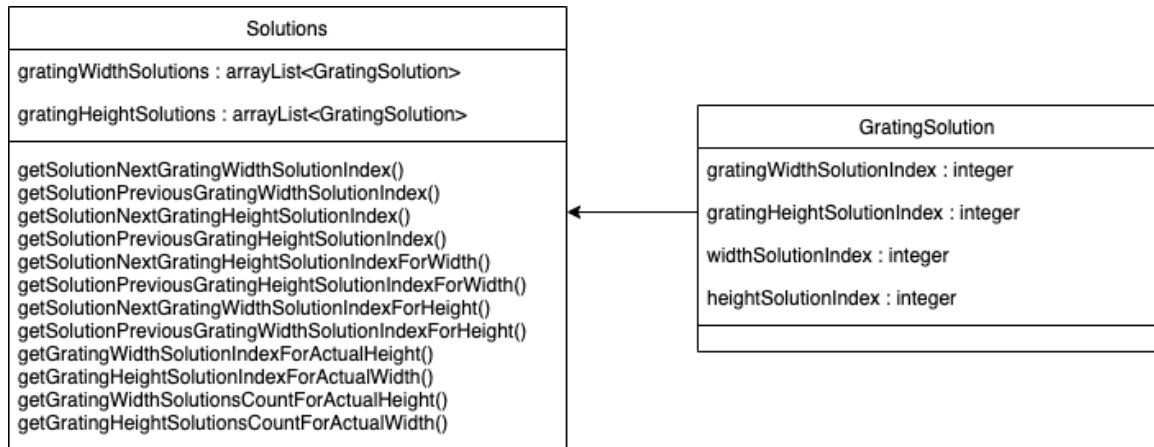 Solutions
gratingWidthSolutions : arrayList<GratingSolution>
gratingHeightSolutions : arrayList<GratingSolution>
getSolutionNextGratingWidthSolutionIndex()
getSolutionPreviousGratingWidthSolutionIndex()
getSolutionNextGratingHeightSolutionIndex()
getSolutionPreviousGratingHeightSolutionIndex()
getSolutionNextGratingHeightSolutionIndexForWidth()
getSolutionPreviousGratingHeightSolutionIndexForWidth()
getSolutionNextGratingWidthSolutionIndexForHeight()
getSolutionPreviousGratingWidthSolutionIndexForHeight()
getGratingWidthSolutionIndexForActualHeight()
getGratingHeightSolutionIndexForActualWidth()
getGratingWidthSolutionsCountForActualHeight()
getGratingHeightSolutionsCountForActualWidth()
GratingSolution
gratingWidthSolutionIndex : integer
gratingHeightSolutionIndex : integer
widthSolutionIndex : integer
heightSolutionIndex : integer